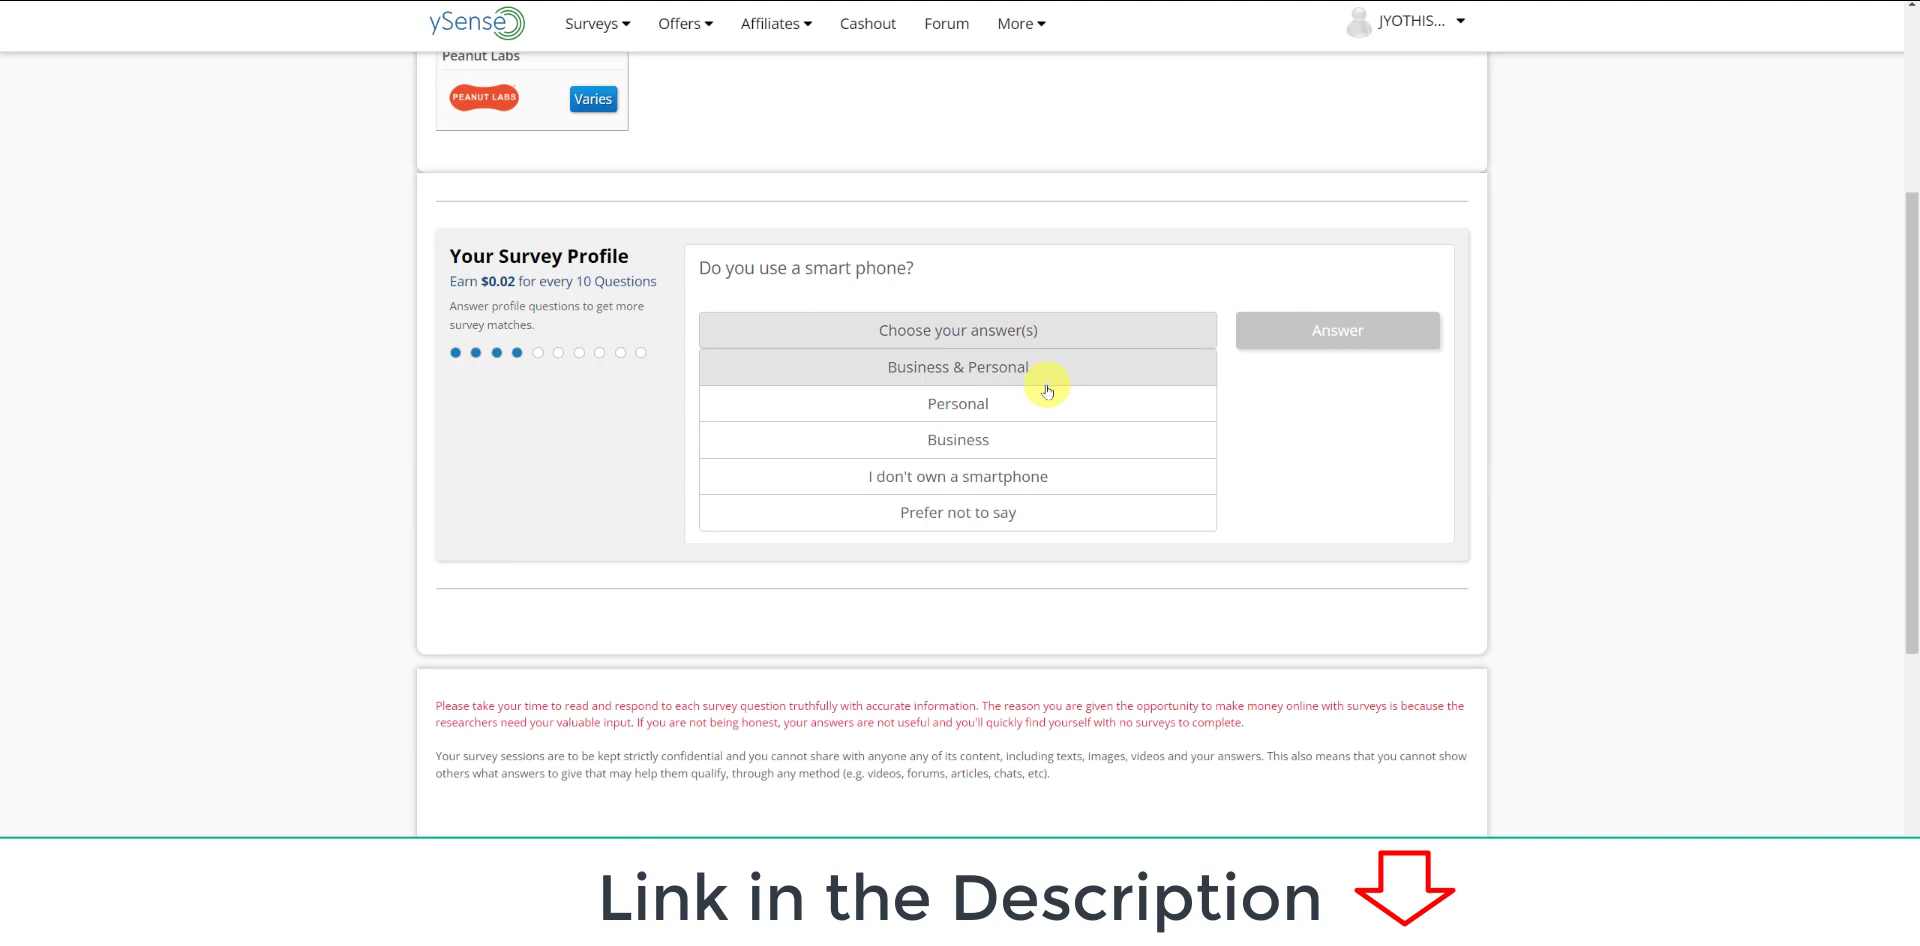 ySense
Surveys
Offers
Affiliates
Cashout
Forum
More
JYOTHIS...
Peanut Labs
PEANUT LABS
Varies
Your Survey Profile
Earn $0.02 for every 10 Questions
Answer profile questions to get more
survey matches.
Do you use a smart phone?
Choose your answer(s)
Answer
Business & Personal
Personal
Business
I don't own a smartphone
Prefer not to say
Please take your time to read and respond to each survey question truthfully with accurate information. The reason you are given the opportunity to make money online with surveys is because the
researchers need your valuable input. If you are not being honest, your answers are not useful and you'll quickly find yourself with no surveys to complete.
Your survey sessions are to be kept strictly confidential and you cannot share with anyone any of its content, including texts, images, videos and your answers. This also means that you cannot show
others what answers to give that may help them qualify, through any method (e.g. videos, forums, articles, chats, etc).
Link in the Description